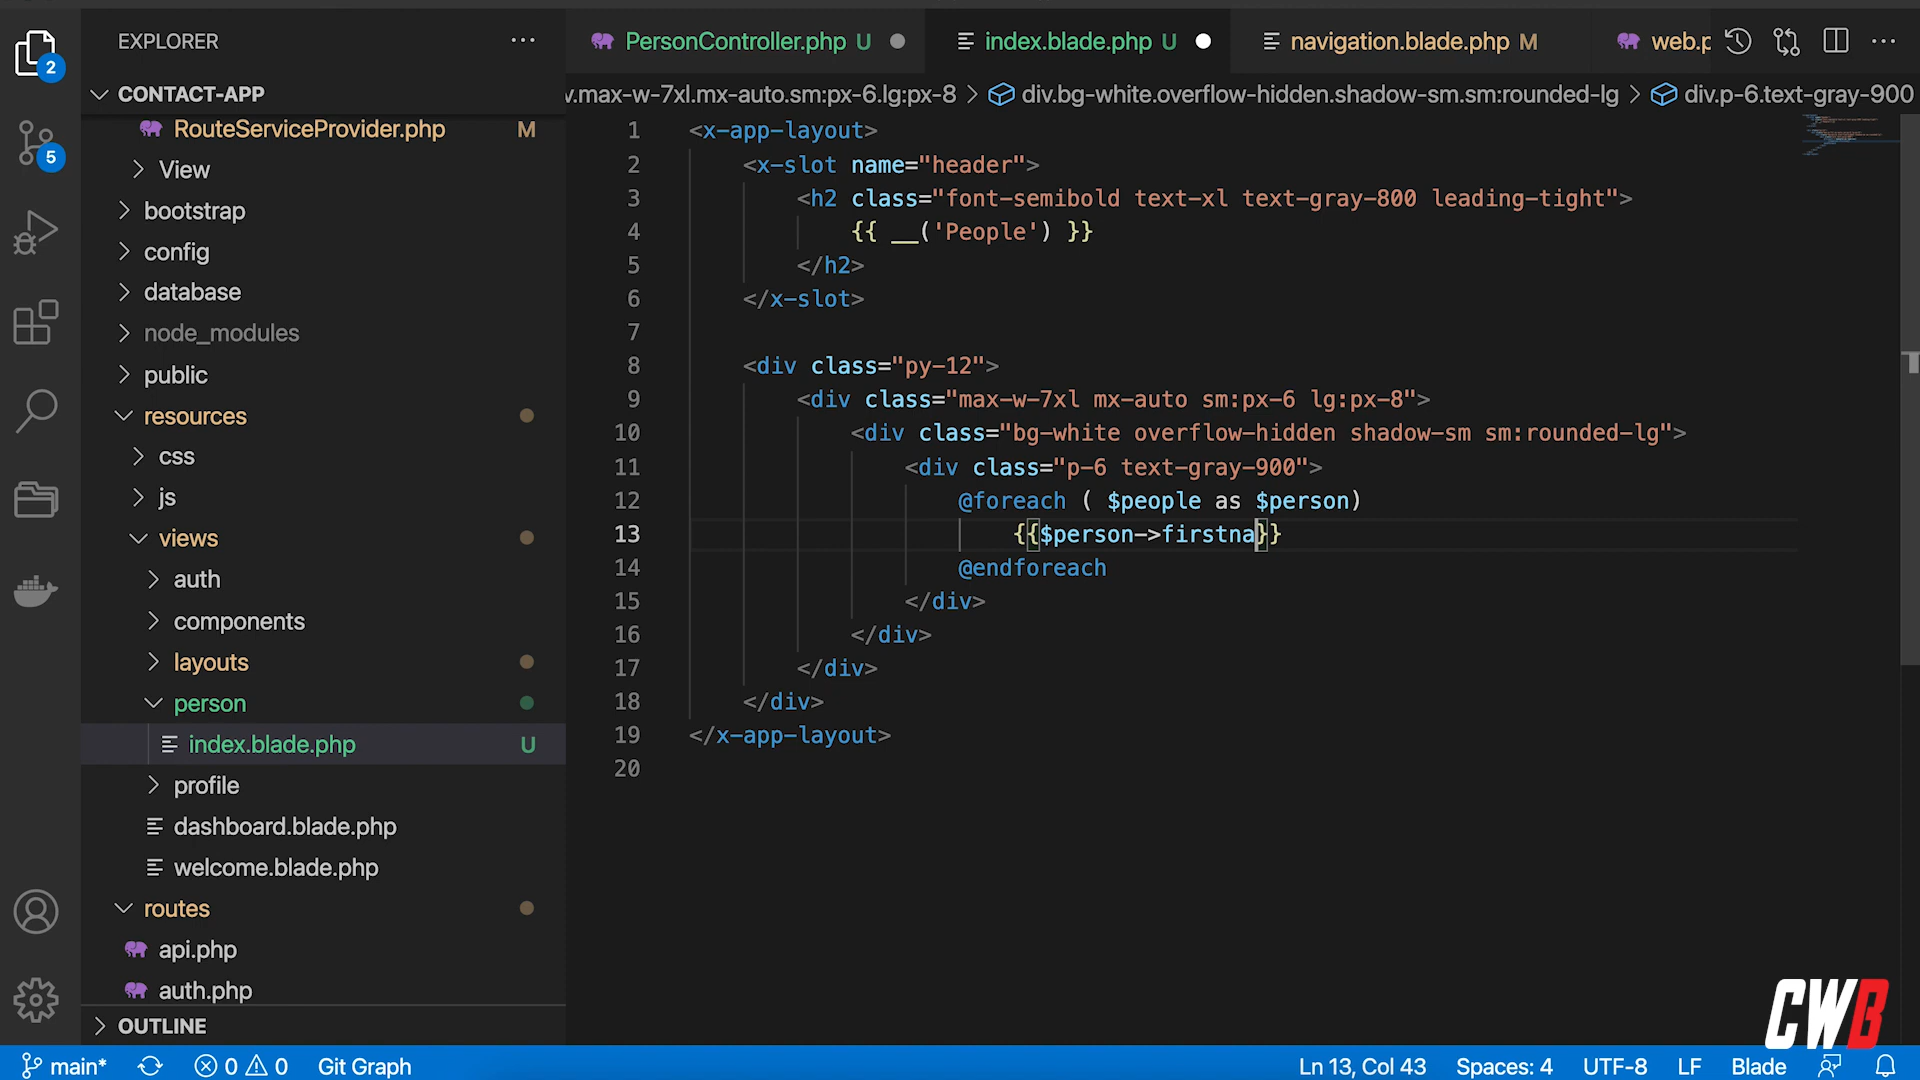 EXPLORER
CONTACT-APP
RouteServiceProvider.php M
View
bootstrap
config
database
node_modules
public
resources
css
js
views
auth
components
layouts
person
index.blade.php U
profile
dashboard.blade.php
welcome.blade.php
routes
api.php
auth.php
OUTLINE
2
5
PersonController.php U
index.blade.php U
navigation.blade.php M
web.p
v.max-w-7xl.mx-auto.sm:px-6.lg:px-8 > div.bg-white.overflow-hidden.shadow-sm.sm:rounded-lg > div.p-6.text-gray-900
1 <x-app-layout>
2 <x-slot name="header">
3 <h2 class="font-semibold text-xl text-gray-800 leading-tight">
4 {{ __('People') }}
5 </h2>
6 </x-slot>
7
8 <div class="py-12">
9 <div class="max-w-7xl mx-auto sm:px-6 lg:px-8">
10 <div class="bg-white overflow-hidden shadow-sm sm:rounded-lg">
11 <div class="p-6 text-gray-900">
12 @foreach ( $people as $person)
13 {{$person->firstna}}
14 @endforeach
15 </div>
16 </div>
17 </div>
18 </div>
19 </x-app-layout>
20
CWB
main* 0 0 Git Graph Ln 13, Col 43 Spaces: 4 UTF-8 LF Blade